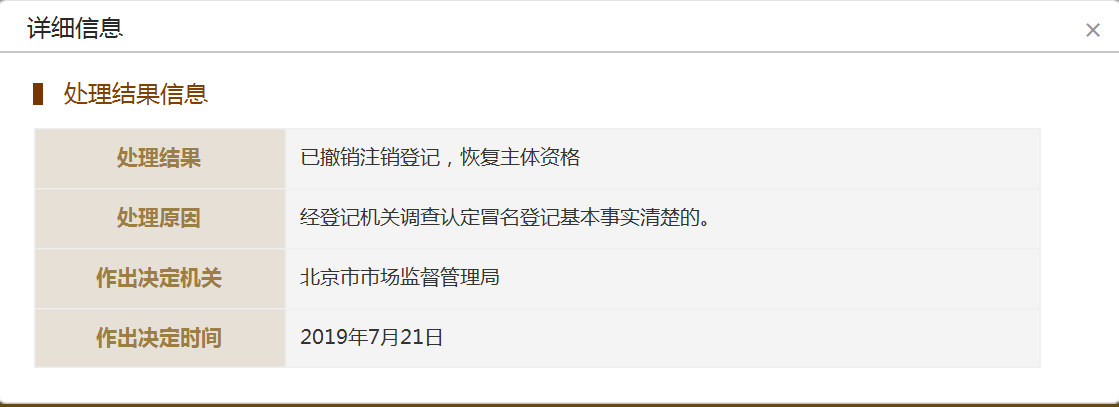 详细信息
处理结果信息
处理结果 已撤销注销登记，恢复主体资格
处理原因 经登记机关调查认定冒名登记基本事实清楚的。
作出决定机关 北京市市场监督管理局
作出决定时间 2019年7月21日